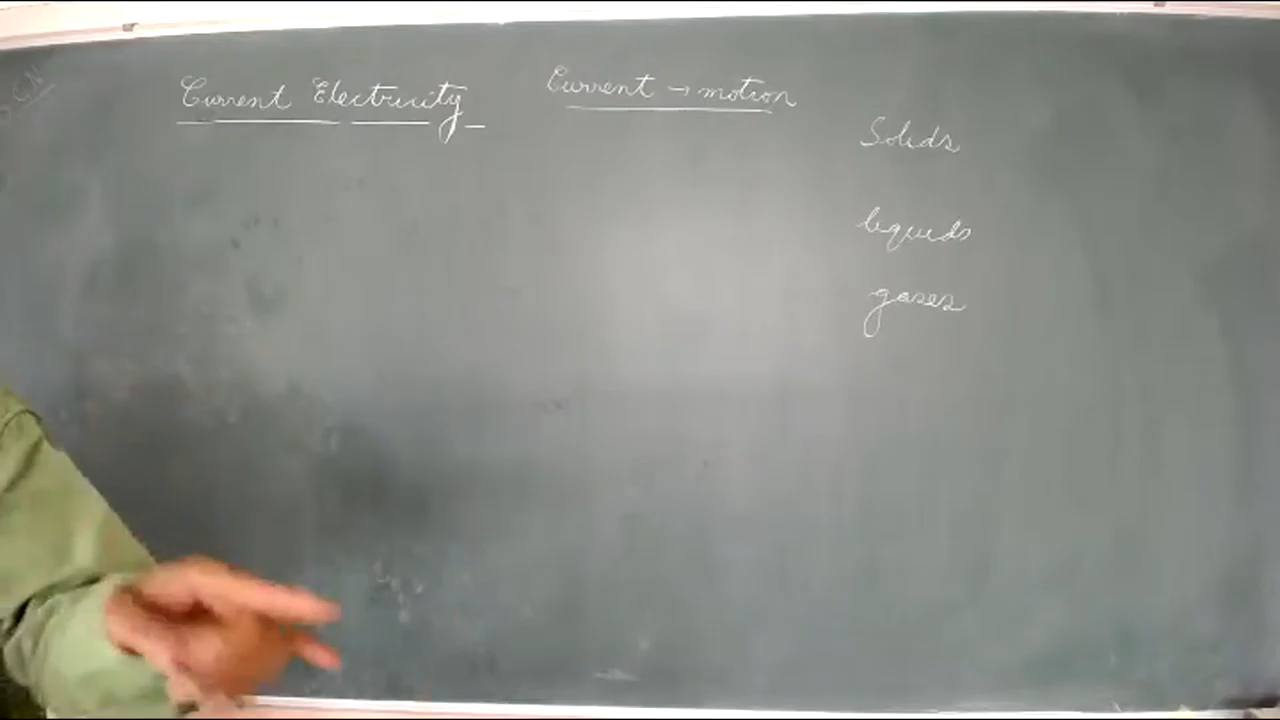 Current Electricity
Current → motion
Solids
liquids
gases